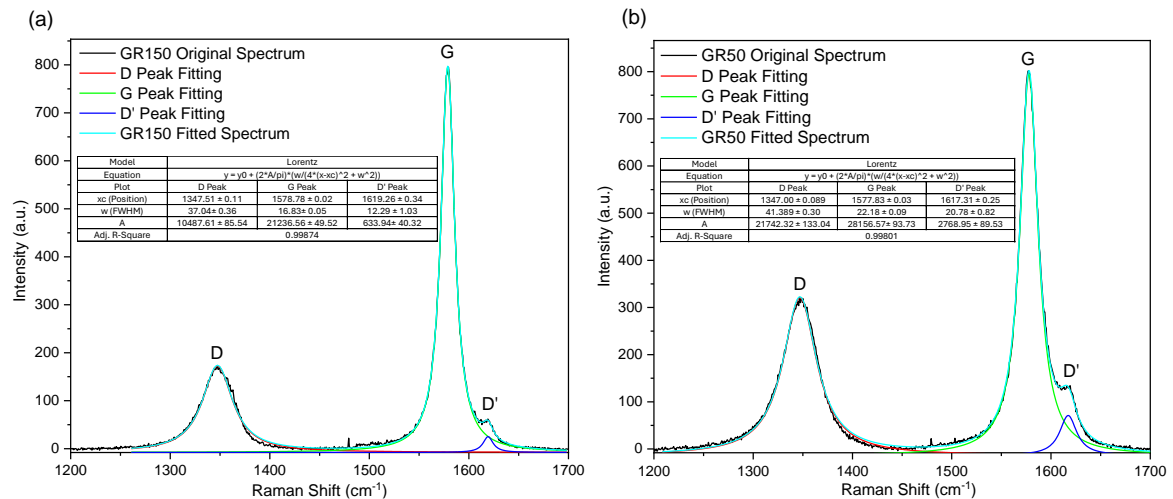 (a)
GR150 Original Spectrum
D Peak Fitting
G Peak Fitting
D' Peak Fitting
GR150 Fitted Spectrum
Model Lorentz
Equation y = y0 + (2*A/pi)*(w/(4*(x-xc)^2 + w^2))
Plot D Peak G Peak D' Peak
xc (Position) 1347.51 ± 0.11 1578.78 ± 0.02 1619.26 ± 0.34
w (FWHM) 37.04± 0.36 16.83± 0.05 12.29 ± 1.03
A 10487.61± 85.54 21236.56± 49.52 633.94± 40.32
Adj. R-Square 0.99874
G
D
D'
800
700
600
500
400
300
200
100
0
Intensity (a.u.)
1200 1300 1400 1500 1600 1700
Raman Shift (cm⁻¹)
(b)
GR50 Original Spectrum
D Peak Fitting
G Peak Fitting
D' Peak Fitting
GR50 Fitted Spectrum
Model Lorentz
Equation y = y0 + (2*A/pi)*(w/(4*(x-xc)^2 + w^2))
Plot D Peak G Peak D' Peak
xc (Position) 1347.00 ± 0.089 1577.83 ± 0.03 1617.31 ± 0.25
w (FWHM) 41.389 ± 0.30 22.18 ± 0.09 20.78 ± 0.82
A 21742.32 ± 133.04 28156.57± 93.73 2768.95± 89.53
Adj. R-Square 0.99801
G
D
D'
800
700
600
500
400
300
200
100
0
Intensity (a.u.)
1200 1300 1400 1500 1600 1700
Raman Shift (cm⁻¹)